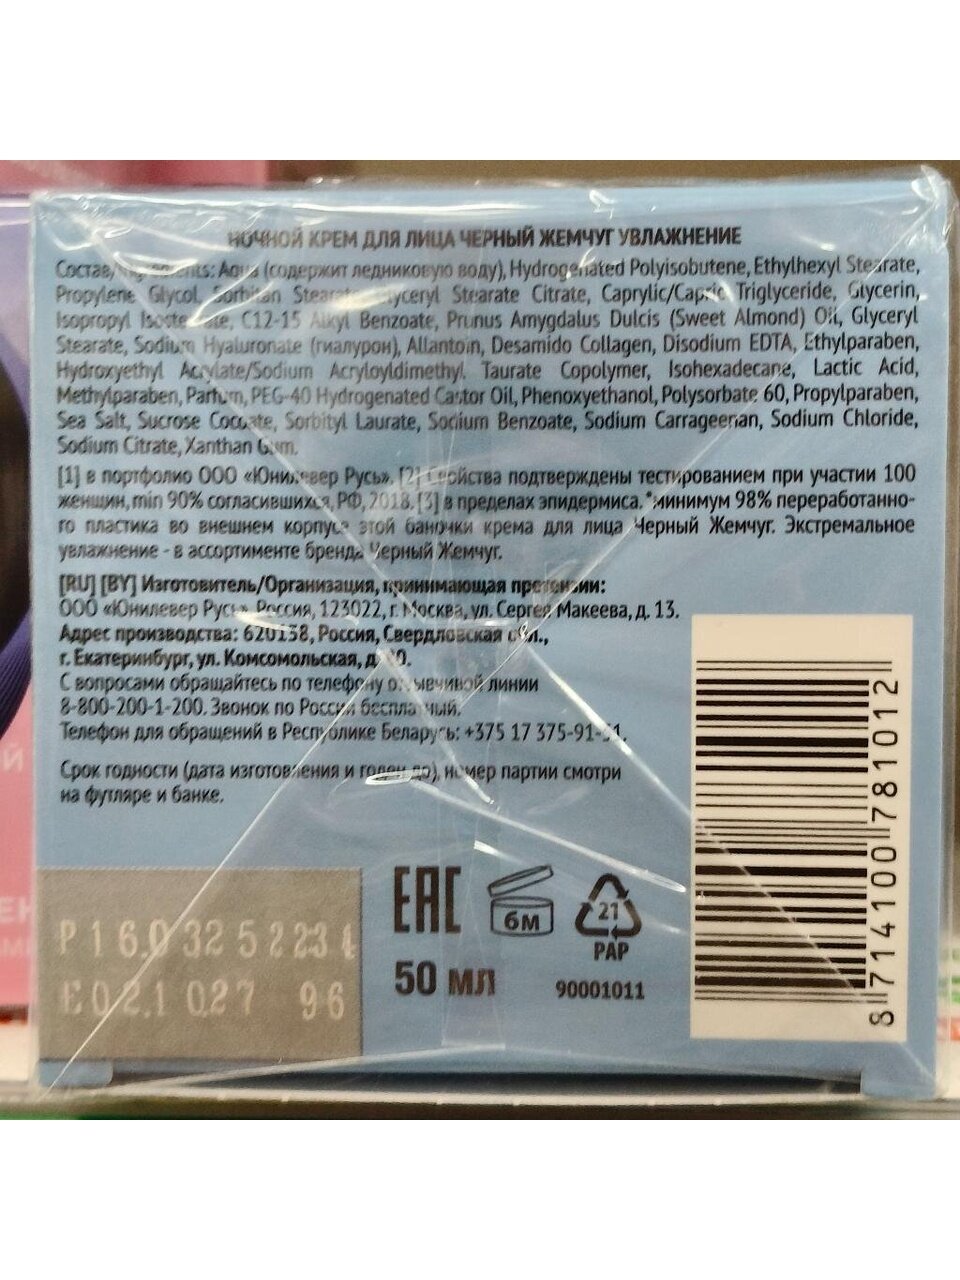 НОЧНОЙ КРЕМ ДЛЯ ЛИЦА ЧЕРНЫЙ ЖЕМЧУГ УВЛАЖНЕНИЕ
Состав/Ingredients: Aqua (содержит ледниковую воду), Hydrogenated Polyisobutene, Ethylhexyl Stearate,
Propylene Glycol, Sorbitan Stearate, Glyceryl Stearate Citrate, Caprylic/Capric Triglyceride, Glycerin,
Isopropyl Isostearate, C12-15 Alkyl Benzoate, Prunus Amygdalus Dulcis (Sweet Almond) Oil, Glyceryl
Stearate, Sodium Hyaluronate (гиалурон), Allantoin, Desamido Collagen, Disodium EDTA, Ethylparaben,
Hydroxyethyl Acrylate/Sodium Acryloyldimethyl Taurate Copolymer, Isohexadecane, Lactic Acid,
Methylparaben, Parfum, PEG-40 Hydrogenated Castor Oil, Phenoxyethanol, Polysorbate 60, Propylparaben,
Sea Salt, Sucrose Cocoate, Sorbityl Laurate, Sodium Benzoate, Sodium Carrageenan, Sodium Chloride,
Sodium Citrate, Xanthan Gum.
[1] в портфолио ООО «Юнилевер Русь». [2] Свойства подтверждены тестированием при участии 100
женщин, min 90% согласившихся, РФ, 2018. [3] в пределах эпидермиса. *минимум 98% переработанно-
го пластика во внешнем корпусе этой баночки крема для лица Черный Жемчуг. Экстремальное
увлажнение - в ассортименте бренда Черный Жемчуг.
[RU] [BY] Изготовитель/Организация, принимающая претензии:
ООО «Юнилевер Русь», Россия, 123022, г. Москва, ул. Сергея Макеева, д. 13.
Адрес производства: 620138, Россия, Свердловская обл.,
г. Екатеринбург, ул. Комсомольская, д.
С вопросами обращайтесь по телефону отзывчивой линии
8-800-200-1-200. Звонок по России бесплатный.
Телефон для обращений в Республике Беларусь: +375 17 375-91-51.
Срок годности (дата изготовления и годен до), номер партии смотри
на футляре и банке.
P160325 2234
E021027 96
ЕАС
6м
21
PAP
50 мл
90001011
8 714100 781012